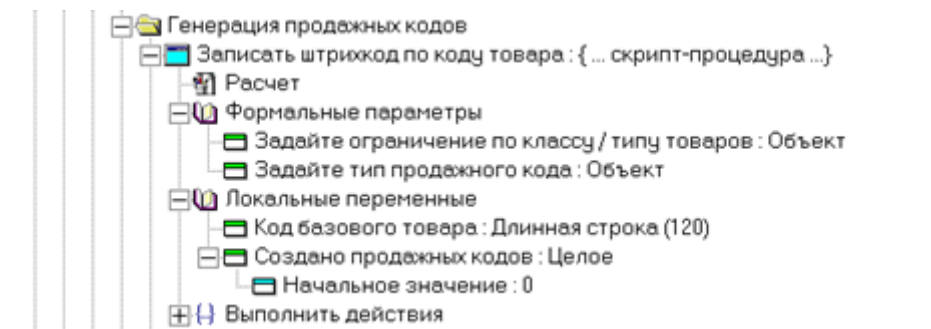 Генерация продажных кодов
Записать штрихкод по коду товара : { ... скрипт-процедура ...}
Расчет
Формальные параметры
Задайте ограничение по классу / типу товаров : Объект
Задайте тип продажного кода : Объект
Локальные переменные
Код базового товара : Длинная строка (120)
Создано продажных кодов : Целое
Начальное значение : 0
Выполнить действия